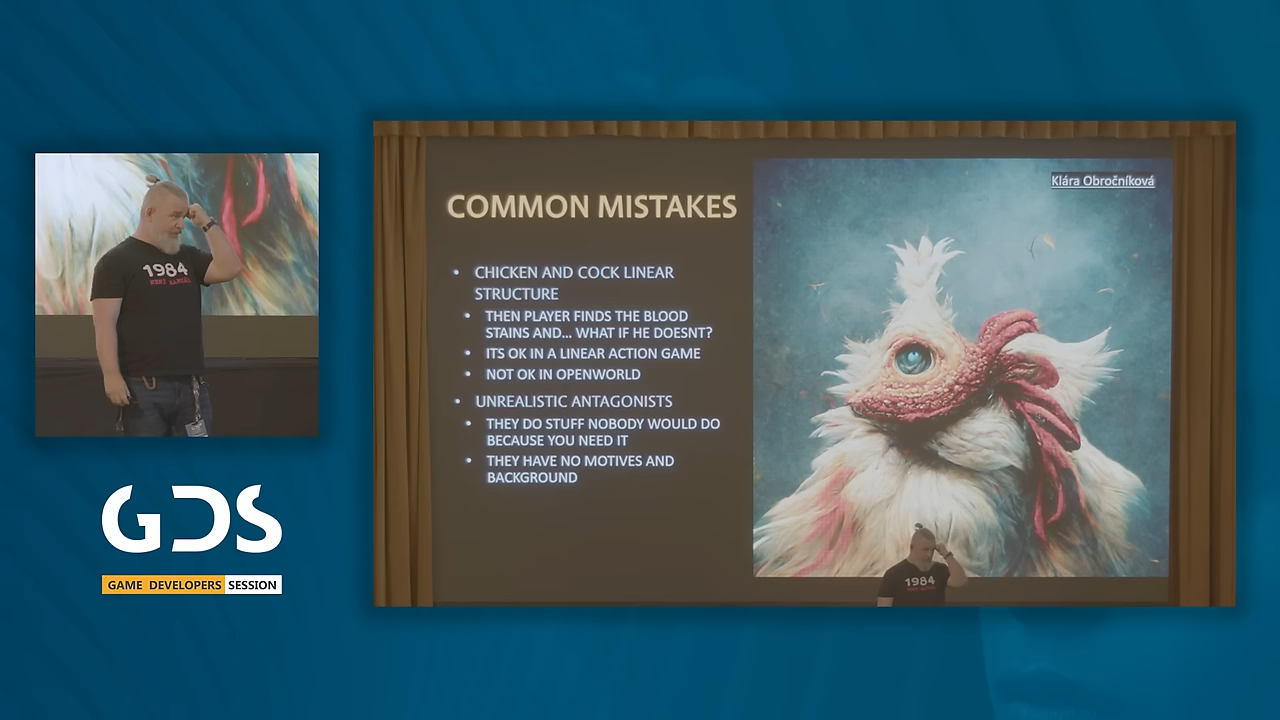 Klára Obročníková
COMMON MISTAKES
• CHICKEN AND COCK LINEAR
STRUCTURE
• THEN PLAYER FINDS THE BLOOD
STAINS AND... WHAT IF HE DOESNT?
• ITS OK IN A LINEAR ACTION GAME
• NOT OK IN OPENWORLD
• UNREALISTIC ANTAGONISTS
• THEY DO STUFF NOBODY WOULD DO
BECAUSE YOU NEED IT
• THEY HAVE NO MOTIVES AND
BACKGROUND
1984
1984
GDS
GAME DEVELOPERS SESSION